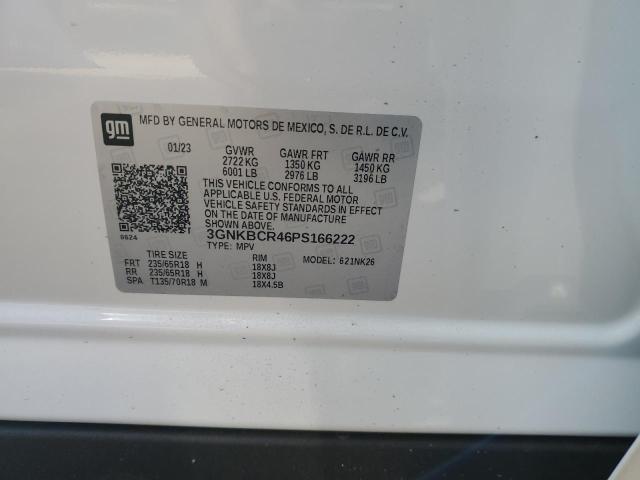 gm
MFD BY GENERAL MOTORS DE MEXICO, S. DE R.L. DE C.V.
01/23 GVWR GAWR FRT GAWR RR
2722 KG 1350 KG 1450 KG
6001 LB 2976 LB 3196 LB
THIS VEHICLE CONFORMS TO ALL
APPLICABLE U.S. FEDERAL MOTOR
VEHICLE SAFETY STANDARDS IN EFFECT
ON THE DATE OF MANUFACTURE SHOWN ABOVE.
6624 3GNKBCR46PS166222
TYPE: MPV
TIRE SIZE RIM MODEL: 621NK26
FRT 235/65R18 H 18X8J
RR 235/65R18 H 18X8J
SPA T135/70R18 M 18X4.5B